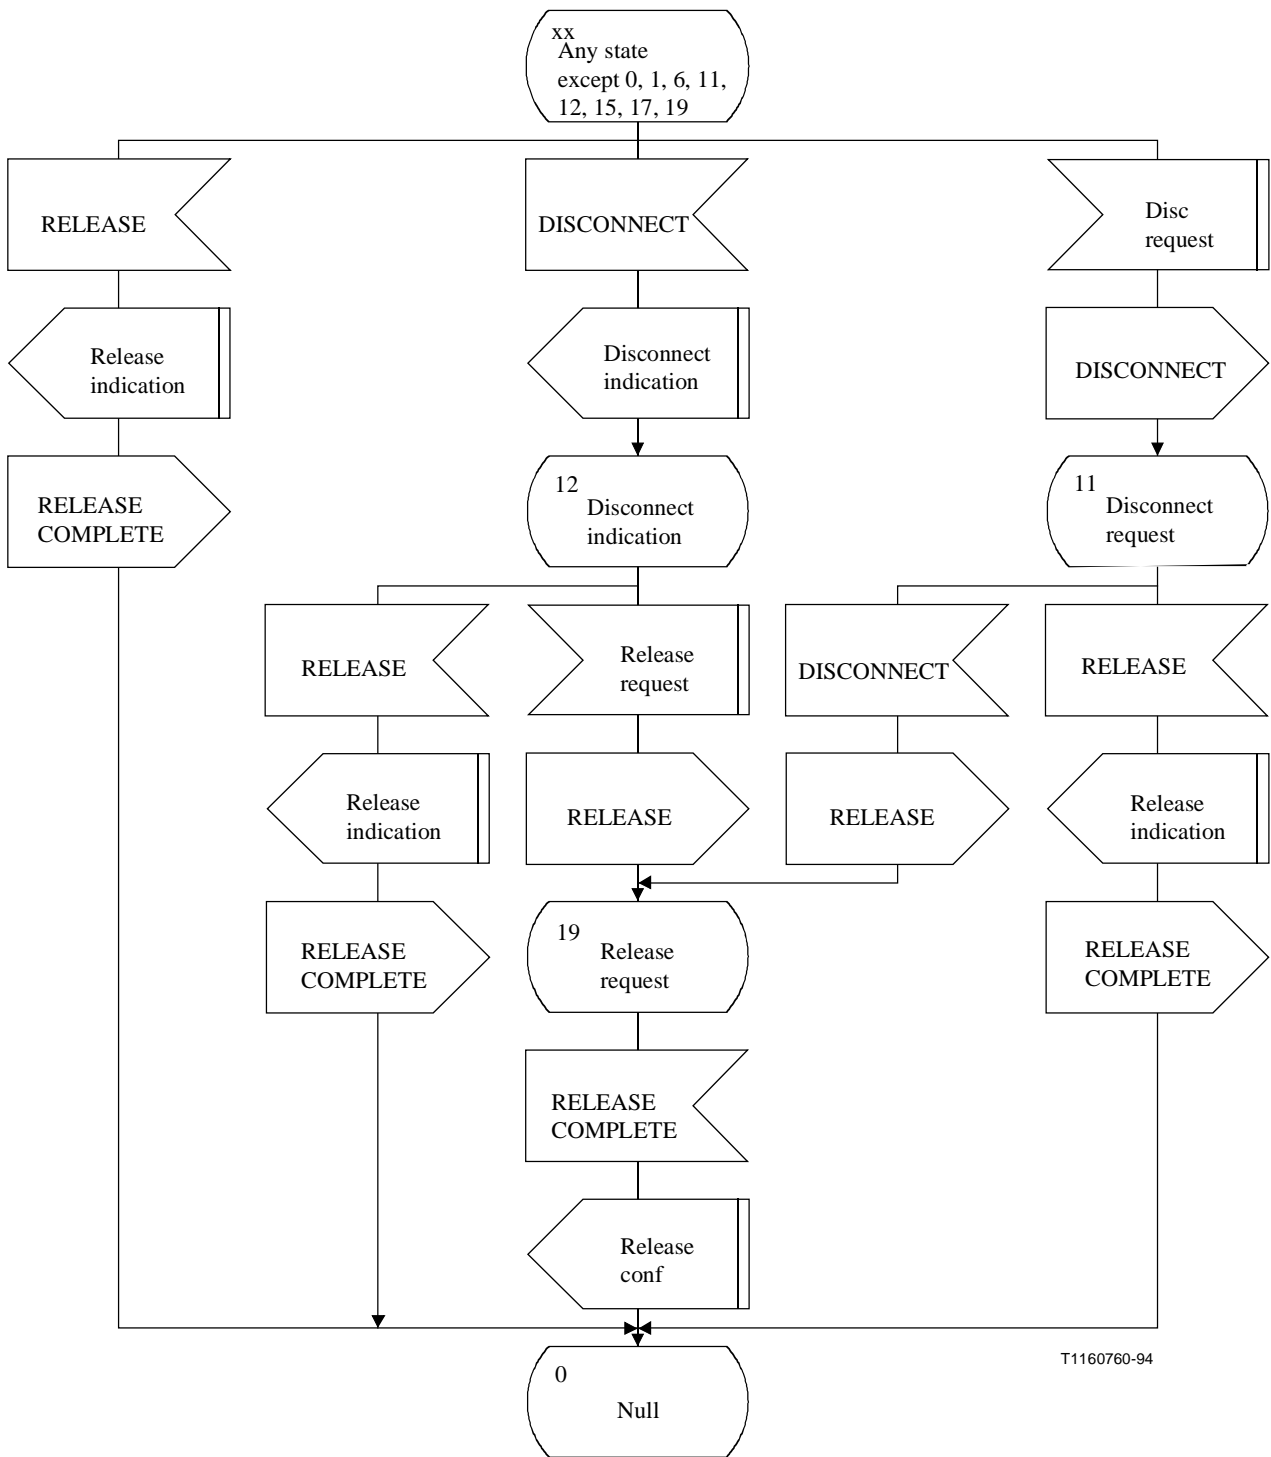 xx
Any state
except 0, 1, 6, 11,
12, 15, 17, 19
RELEASE
DISCONNECT
Disc
request
Release
indication
Disconnect
indication
DISCONNECT
RELEASE
COMPLETE
12
Disconnect
indication
11
Disconnect
request
RELEASE
Release
request
DISCONNECT
RELEASE
Release
indication
RELEASE
RELEASE
Release
indication
RELEASE
COMPLETE
19
Release
request
RELEASE
COMPLETE
RELEASE
COMPLETE
Release
conf
T1160760-94
0
Null